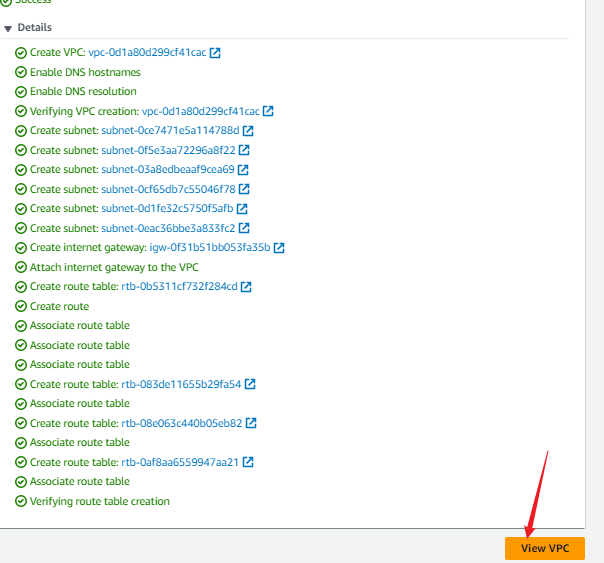 Success
Details
Create VPC: vpc-0d1a80d299cf41cac
Enable DNS hostnames
Enable DNS resolution
Verifying VPC creation: vpc-0d1a80d299cf41cac
Create subnet: subnet-0ce7471e5a114788d
Create subnet: subnet-0f5e3aa72296a8f22
Create subnet: subnet-03a8edbeaaf9cea69
Create subnet: subnet-0cf65db7c55046f78
Create subnet: subnet-0d1fe32c5750f5afb
Create subnet: subnet-0eac36bbe3a833fc2
Create internet gateway: igw-0f31b51bb053fa35b
Attach internet gateway to the VPC
Create route table: rtb-0b5311cf732f284cd
Create route
Associate route table
Associate route table
Associate route table
Create route table: rtb-083de11655b29fa54
Associate route table
Create route table: rtb-08e063c440b05eb82
Associate route table
Create route table: rtb-0af8aa6559947aa21
Associate route table
Verifying route table creation
View VPC